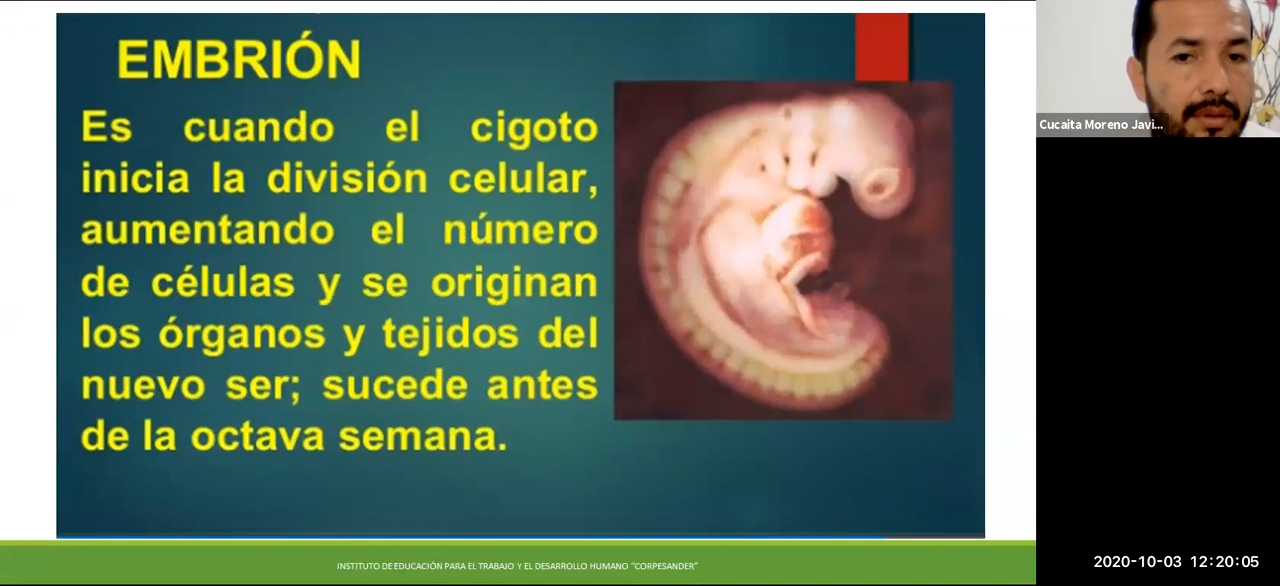 EMBRIÓN
Es cuando el cigoto
inicia la división celular,
aumentando el número
de células y se originan
los órganos y tejidos del
nuevo ser; sucede antes
de la octava semana.
INSTITUTO DE EDUCACIÓN PARA EL TRABAJO Y EL DESARROLLO HUMANO "CORPESANDER"
Cucaita Moreno Javi...
2020-10-03 12:20:05